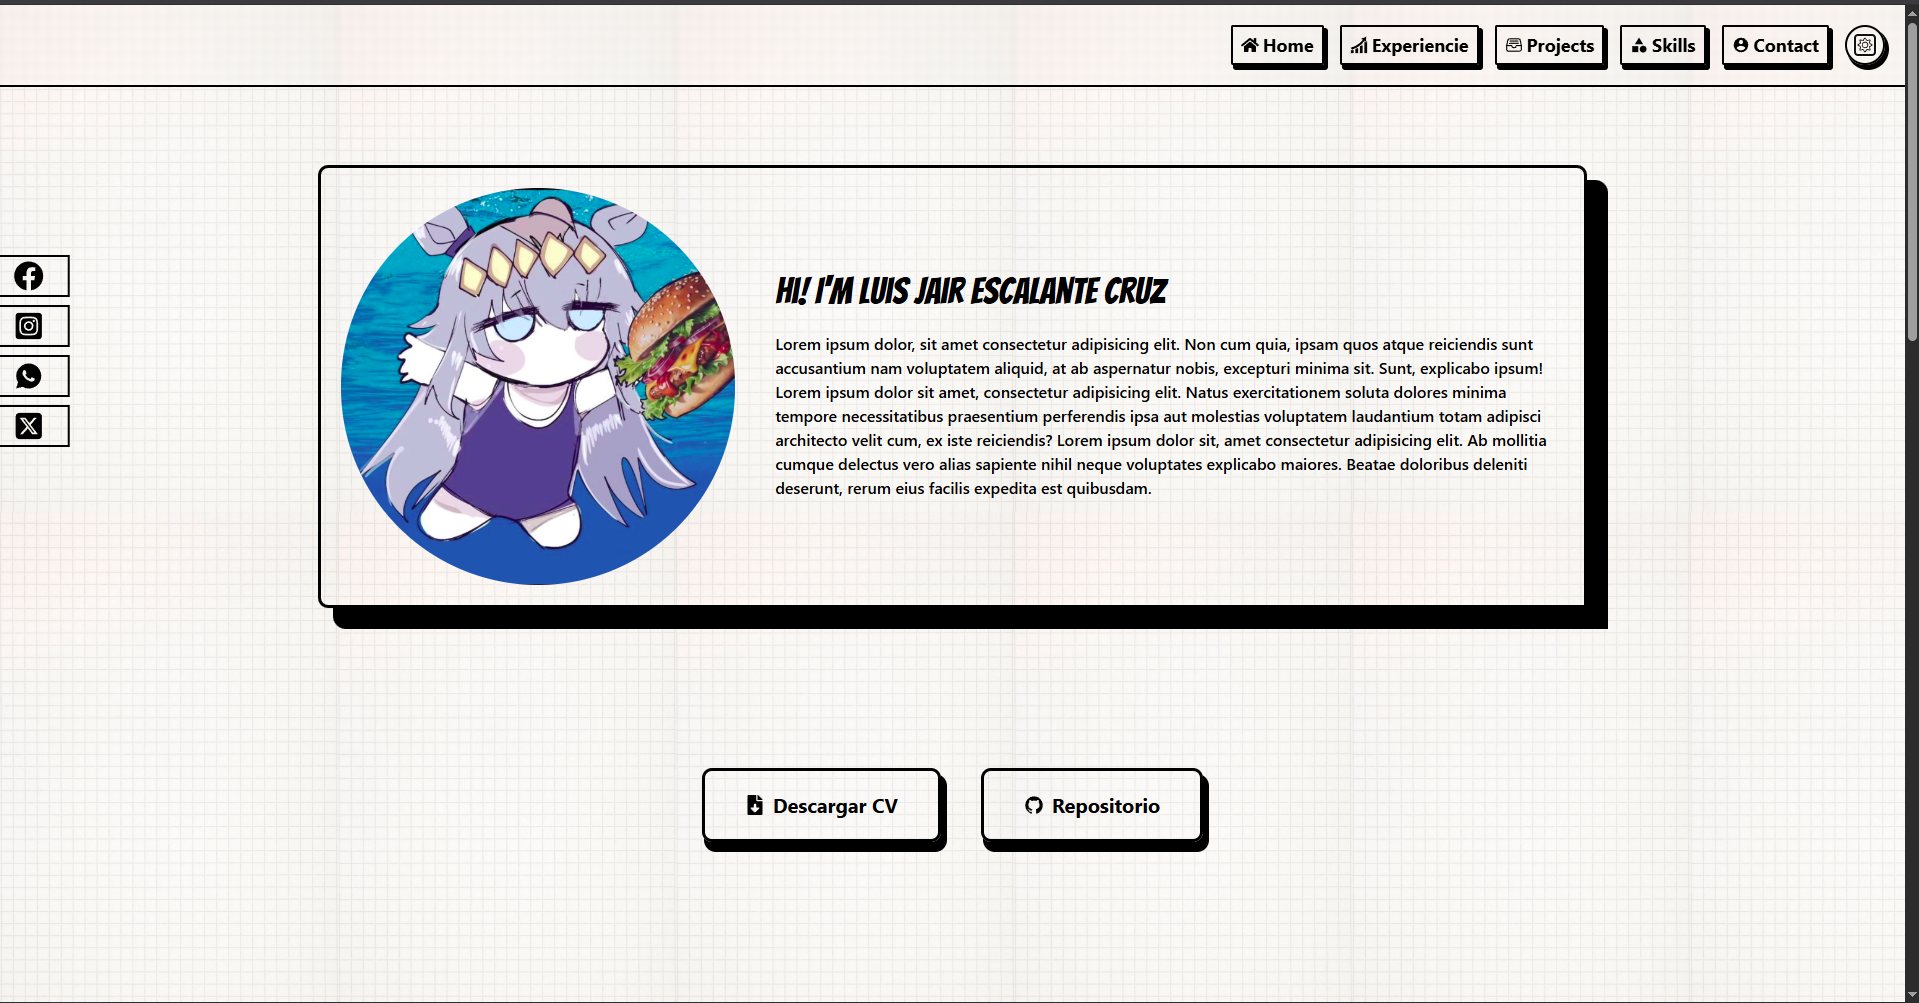 Home
Experiencie
Projects
Skills
Contact
HI! I'M LUIS JAIR ESCALANTE CRUZ
Lorem ipsum dolor, sit amet consectetur adipisicing elit. Non cum quia, ipsam quos atque reiciendis sunt
accusantium nam voluptatem aliquid, at ab aspernatur nobis, excepturi minima sit. Sunt, explicabo ipsum!
Lorem ipsum dolor sit amet, consectetur adipisicing elit. Natus exercitationem soluta dolores minima
tempore necessitatibus praesentium perferendis ipsa aut molestias voluptatem laudantium totam adipisci
architecto velit cum, ex iste reiciendis? Lorem ipsum dolor sit, amet consectetur adipisicing elit. Ab mollitia
cumque delectus vero alias sapiente nihil neque voluptates explicabo maiores. Beatae doloribus deleniti
deserunt, rerum eius facilis expedita est quibusdam.
Descargar CV
Repositorio